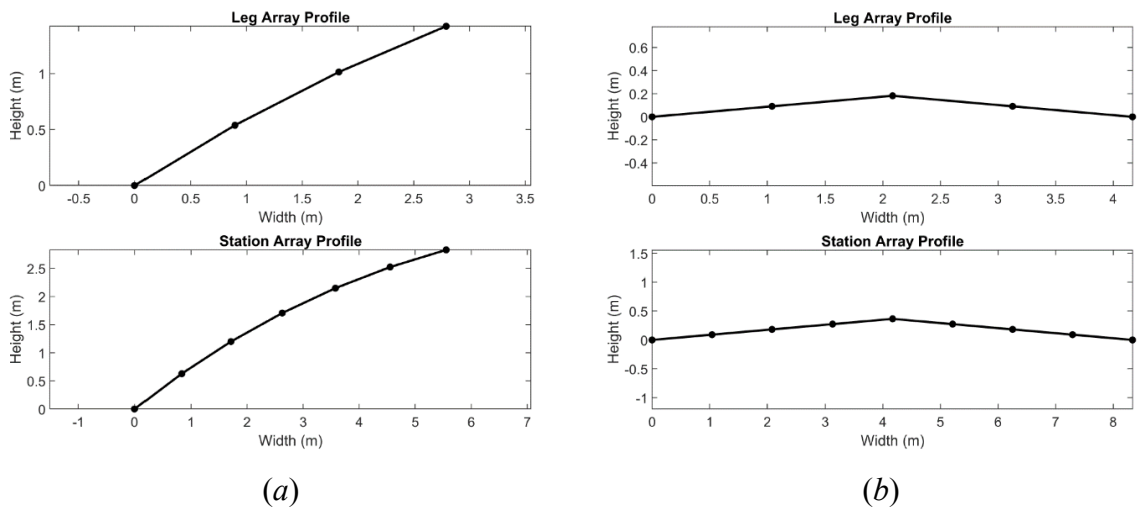 Leg Array Profile
Height (m)
1
0.5
0
-0.5 0 0.5 1 1.5 2 2.5 3 3.5
Width (m)
Station Array Profile
Height (m)
2.5
2
1.5
1
0.5
0
-1 0 1 2 3 4 5 6 7
Width (m)
(a)
Leg Array Profile
Height (m)
0.6
0.4
0.2
0
-0.2
-0.4
0 0.5 1 1.5 2 2.5 3 3.5 4
Width (m)
Station Array Profile
Height (m)
1.5
1
0.5
0
-0.5
-1
0 1 2 3 4 5 6 7 8
Width (m)
(b)